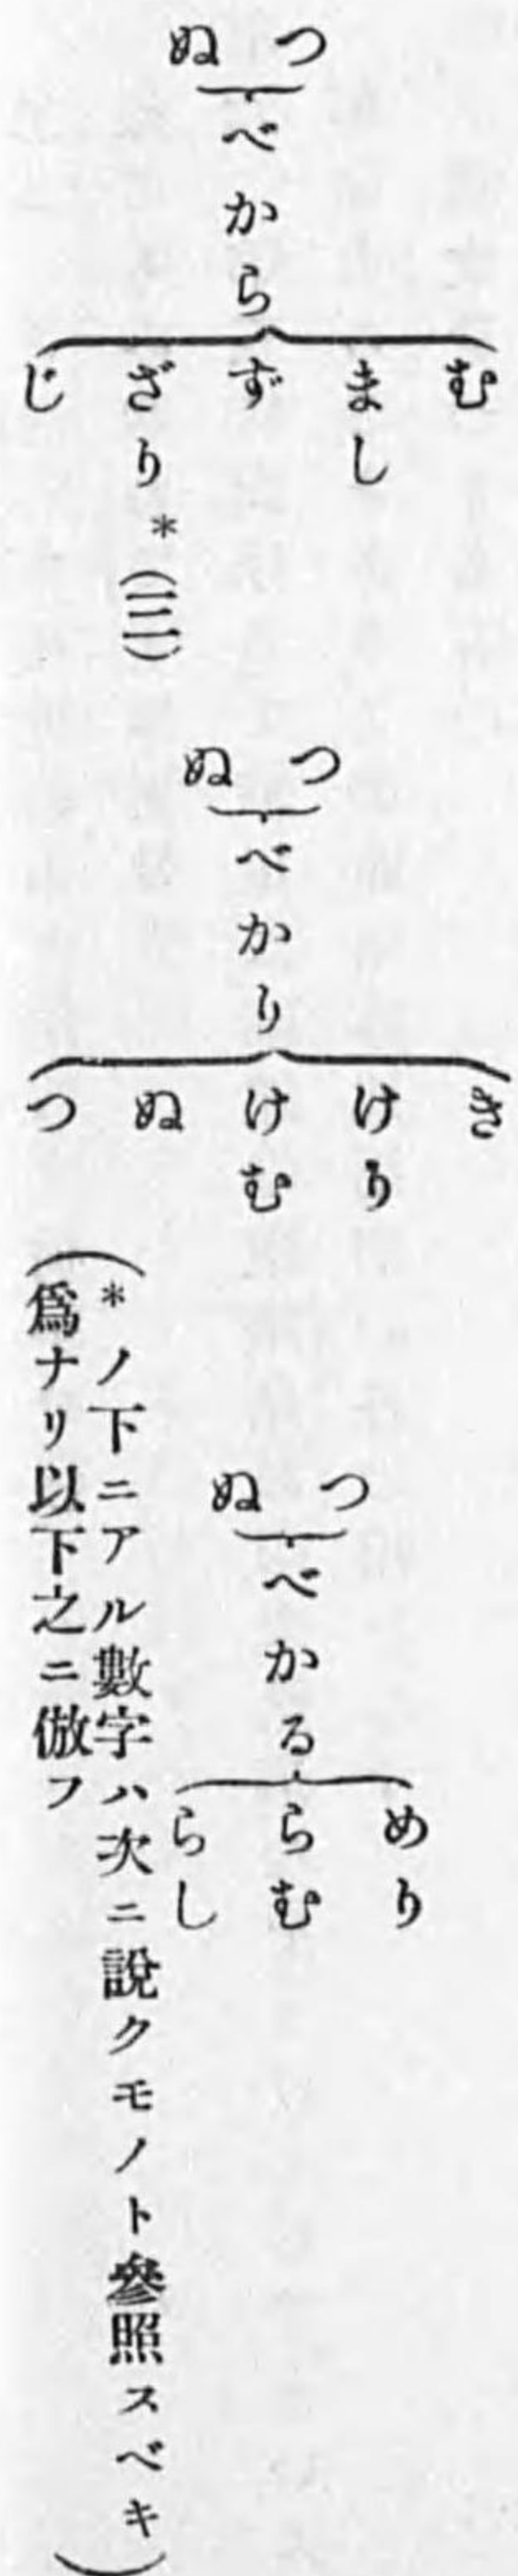 つ
ぬ
べから
む
まし
ず
ざり*(三)
じ
つ
ぬ
べかり
き
けり
けむ
ぬ
つ
つ
ぬ
べかる
めり
らむ
らし
(*ノ下ニアル數字ハ次ニ說クモノト參照スベキ
爲ナリ以下之ニ倣フ)